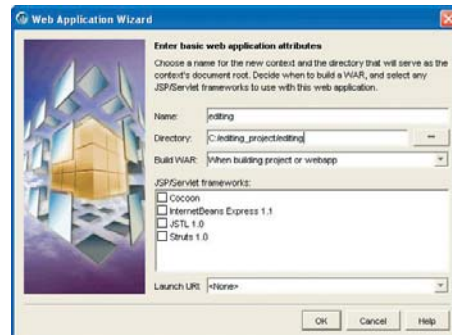 Web Application Wizard
Enter basic web application attributes
Choose a name for the new context and the directory that will serve as the
context's document root. Decide when to build a WAR, and select any
JSP/Servlet frameworks to use with this web application.
Name: editing
Directory: C:/editing_project/editing ...
Build WAR: When building project or webapp
JSP/Servlet frameworks:
Cocoon
InternetBeans Express 1.1
JSTL 1.0
Struts 1.0
Launch URI: <None>
OK Cancel Help